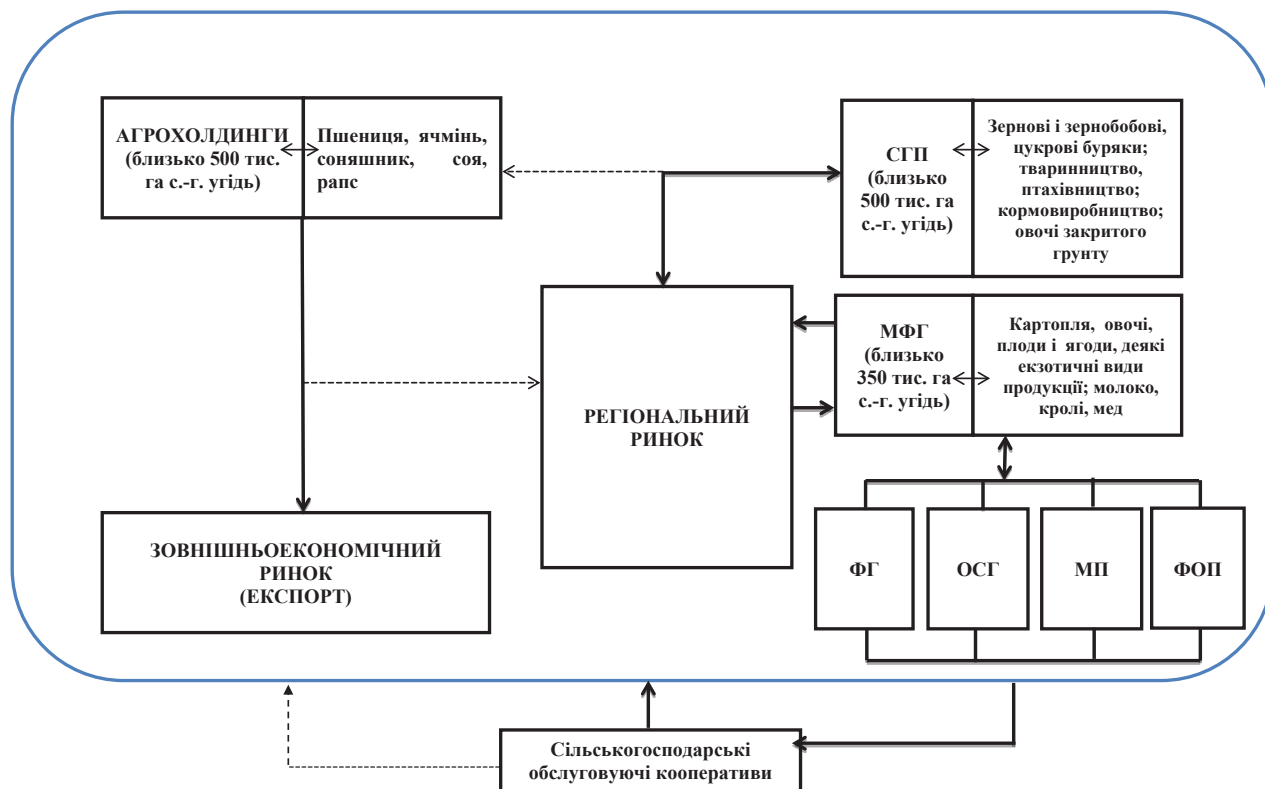 АГРОХОЛДИНГИ
(близько 500 тис.
га с.-г. угідь)
Пшениця, ячмінь,
соняшник, соя,
рапс
СГП
(близько
500 тис. га
с.-г. угідь)
Зернові і зернобобові,
цукрові буряки;
тваринництво,
птахівництво;
кормовиробництво;
овочі закритого
грунту
МФГ
(близько
350 тис. га
с.-г. угідь)
Картопля, овочі,
плоди і ягоди, деякі
екзотичні види
продукції; молоко,
кролі, мед
РЕГІОНАЛЬНИЙ
РИНОК
ЗОВНІШНЬОЕКОНОМІЧНИЙ
РИНОК
(ЕКСПОРТ)
ФГ
ОСГ
МП
ФОП
Сільськогосподарські
обслуговуючі кооперативи